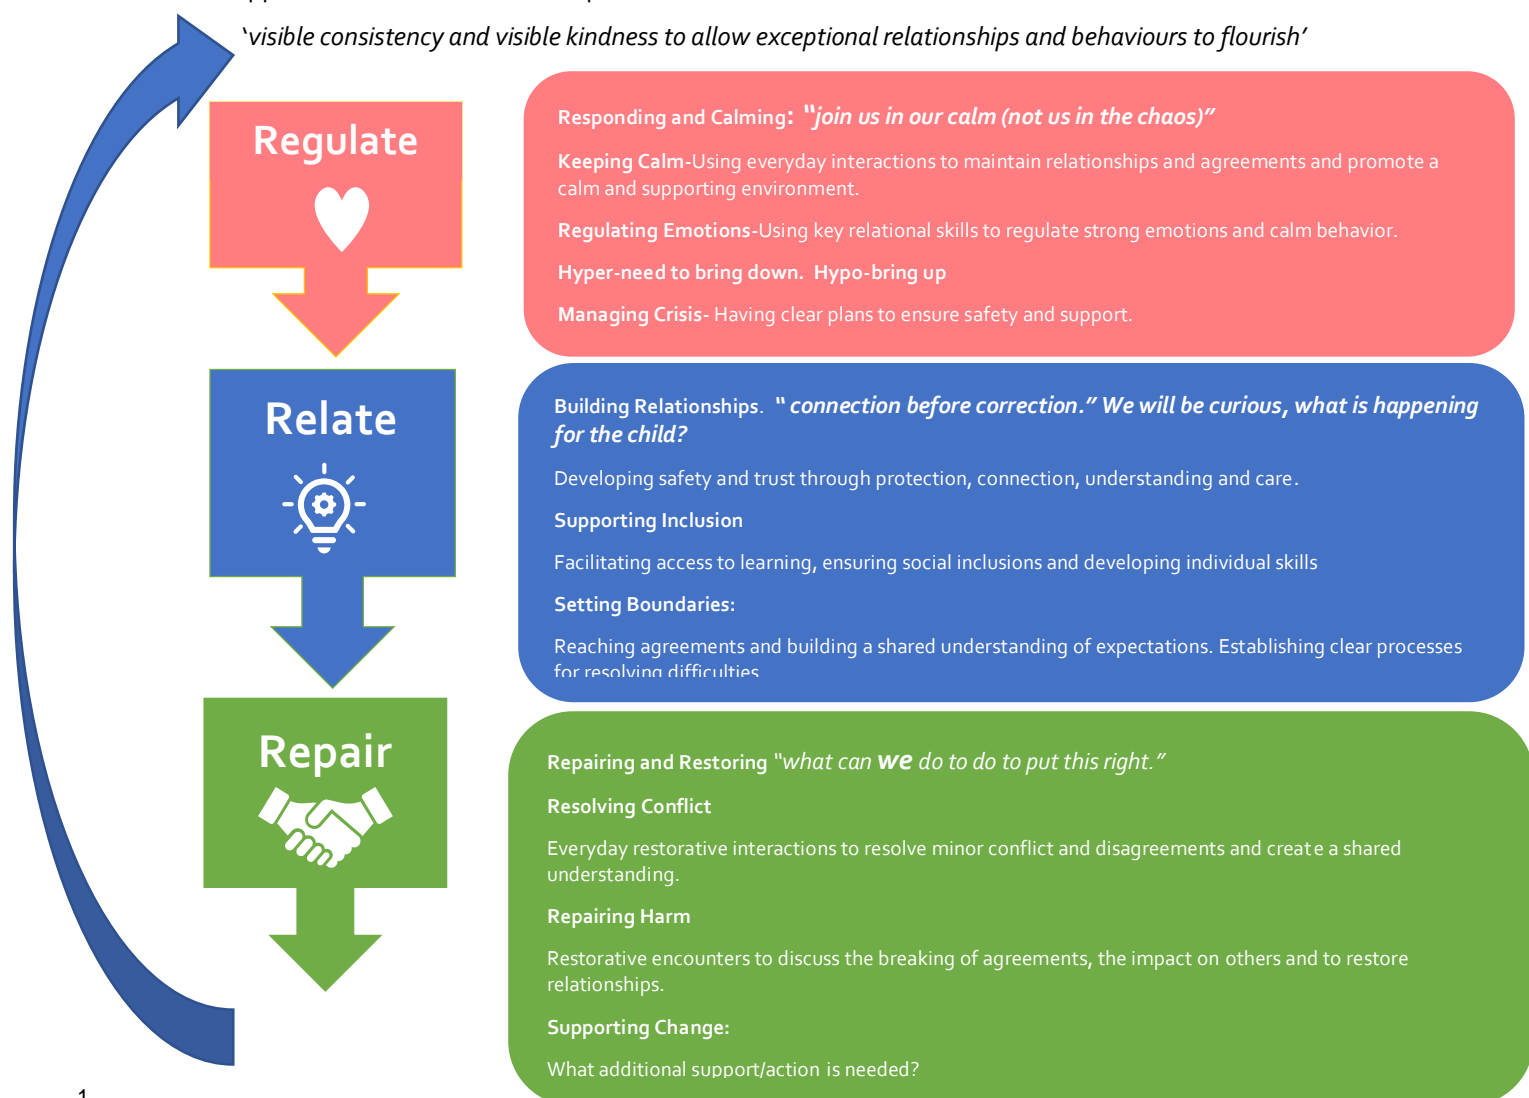 'visible consistency and visible kindness to allow exceptional relationships and behaviours to flourish'
Regulate
Responding and Calming: "join us in our calm (not us in the chaos)"
Keeping Calm-Using everyday interactions to maintain relationships and agreements and promote a
calm and supporting environment.
Regulating Emotions-Using key relational skills to regulate strong emotions and calm behavior.
Hyper-need to bring down. Hypo-bring up
Managing Crisis- Having clear plans to ensure safety and support.
Relate
Building Relationships. " connection before correction." We will be curious, what is happening
for the child?
Developing safety and trust through protection, connection, understanding and care.
Supporting Inclusion
Facilitating access to learning, ensuring social inclusions and developing individual skills
Setting Boundaries:
Reaching agreements and building a shared understanding of expectations. Establishing clear processes
for resolving difficulties
Repair
Repairing and Restoring "what can we do to do to put this right."
Resolving Conflict
Everyday restorative interactions to resolve minor conflict and disagreements and create a shared
understanding.
Repairing Harm
Restorative encounters to discuss the breaking of agreements, the impact on others and to restore
relationships.
Supporting Change:
What additional support/action is needed?
1